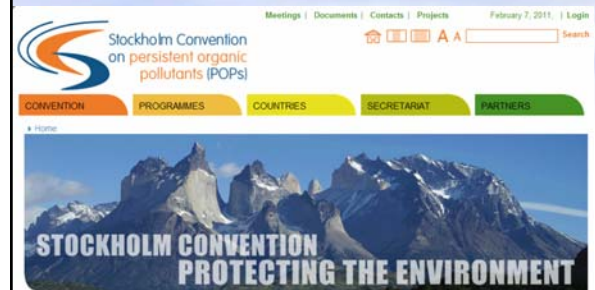 Meetings | Documents | Contacts | Projects
February 7, 2011, | Login
Stockholm Convention
on persistent organic
pollutants (POPs)
A A
Search
CONVENTION
PROGRAMMES
COUNTRIES
SECRETARIAT
PARTNERS
Home
STOCKHOLM CONVENTION
PROTECTING THE ENVIRONMENT